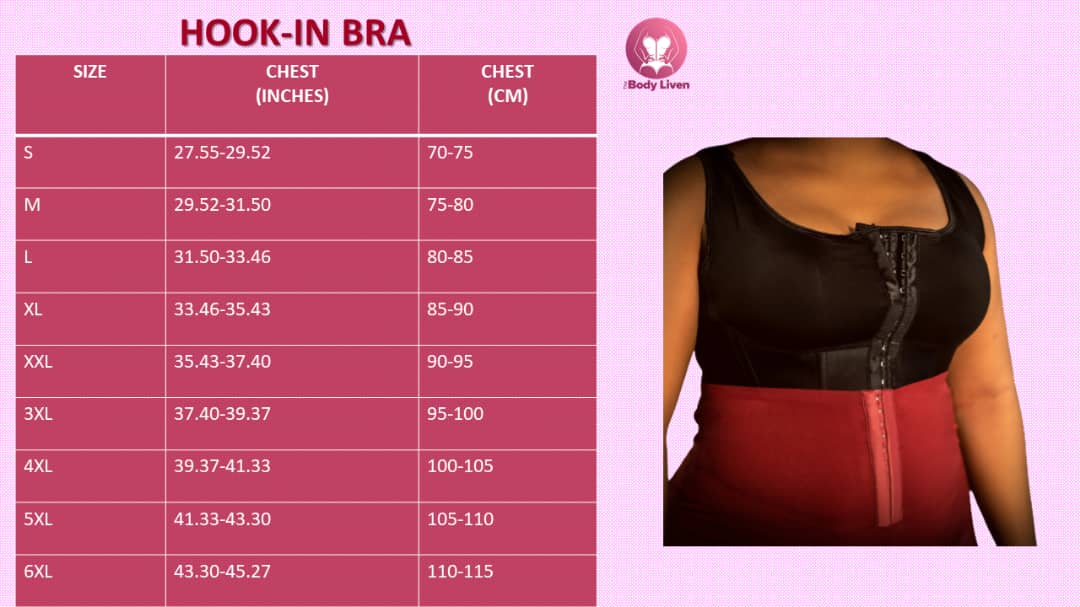 HOOK-IN BRA
SIZE CHEST CHEST
(INCHES) (CM)
S 27.55-29.52 70-75
M 29.52-31.50 75-80
L 31.50-33.46 80-85
XL 33.46-35.43 85-90
XXL 35.43-37.40 90-95
3XL 37.40-39.37 95-100
4XL 39.37-41.33 100-105
5XL 41.33-43.30 105-110
6XL 43.30-45.27 110-115
The Body Liven